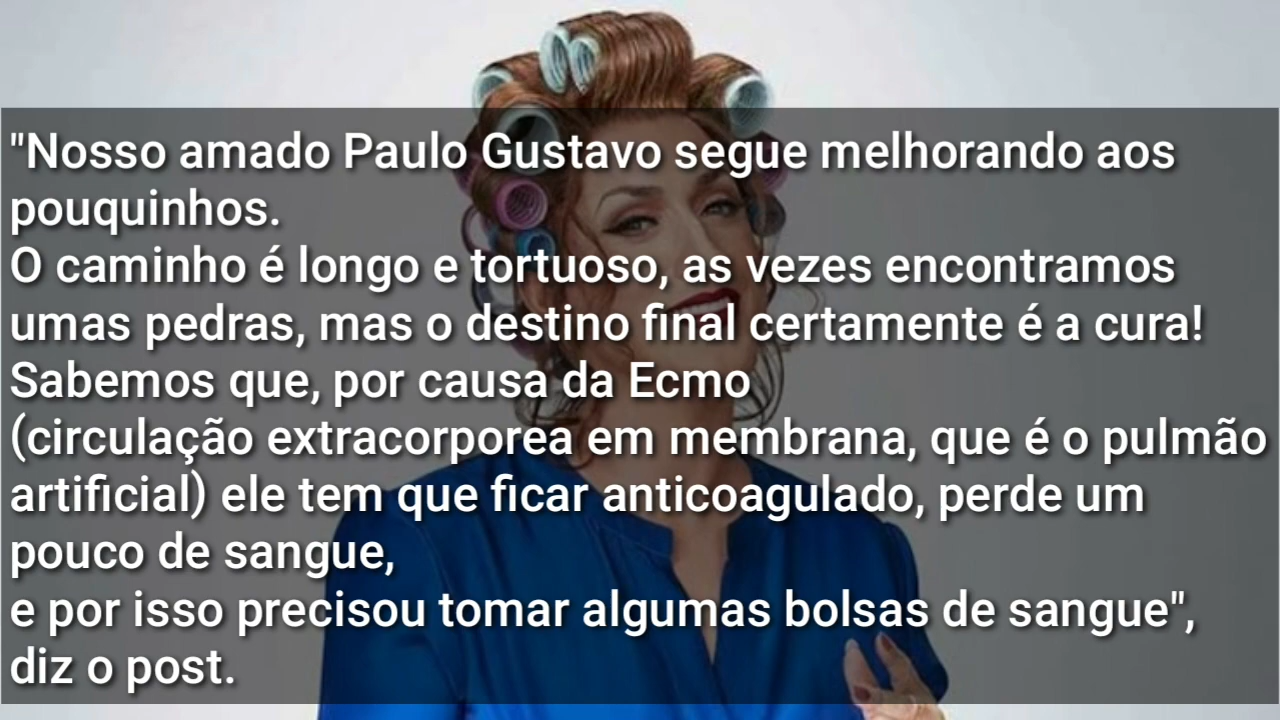 "Nosso amado Paulo Gustavo segue melhorando aos
pouquinhos.
O caminho é longo e tortuoso, as vezes encontramos
umas pedras, mas o destino final certamente é a cura!
Sabemos que, por causa da Ecmo
(circulação extracorporea em membrana, que é o pulmão
artificial) ele tem que ficar anticoagulado, perde um
pouco de sangue,
e por isso precisou tomar algumas bolsas de sangue",
diz o post.